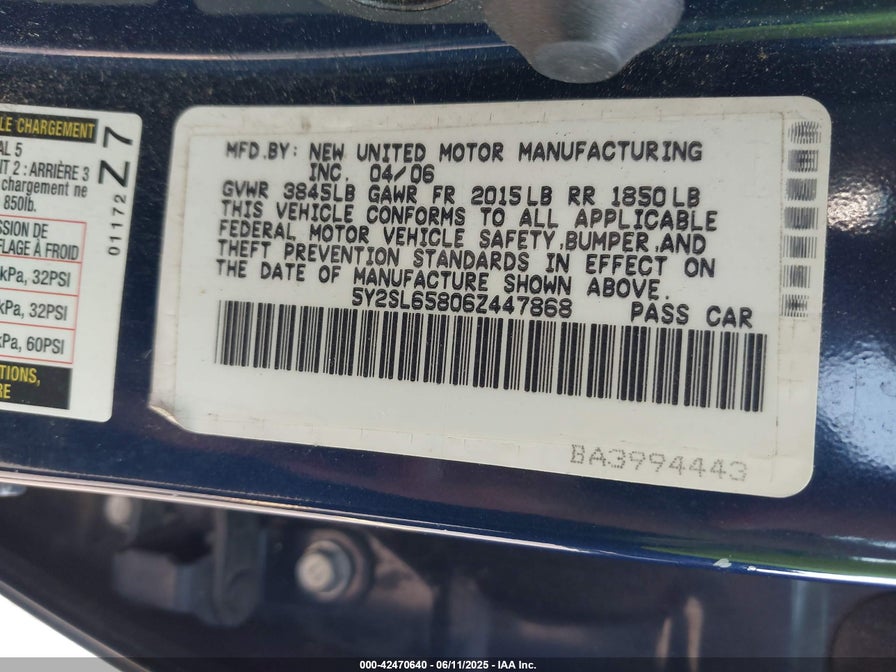 LE CHARGEMENT
AL 5
T 2 : ARRIÈRE 3
chargement ne
850lb.
SSION DE
FLAGE À FROID
kPa, 32PSI
kPa, 32PSI
kPa, 60PSI
TIONS,
RE
01172
Z7
MFD.BY: NEW UNITED MOTOR MANUFACTURING
INC. 04/06
GVWR 3845LB GAWR FR 2015LB RR 1850LB
THIS VEHICLE CONFORMS TO ALL APPLICABLE
FEDERAL MOTOR VEHICLE SAFETY,BUMPER,AND
THEFT PREVENTION STANDARDS IN EFFECT ON
THE DATE OF MANUFACTURE SHOWN ABOVE.
5Y2SL65806Z447868 PASS CAR
BA3994443
000-42470640 - 06/11/2025 - IAA Inc.